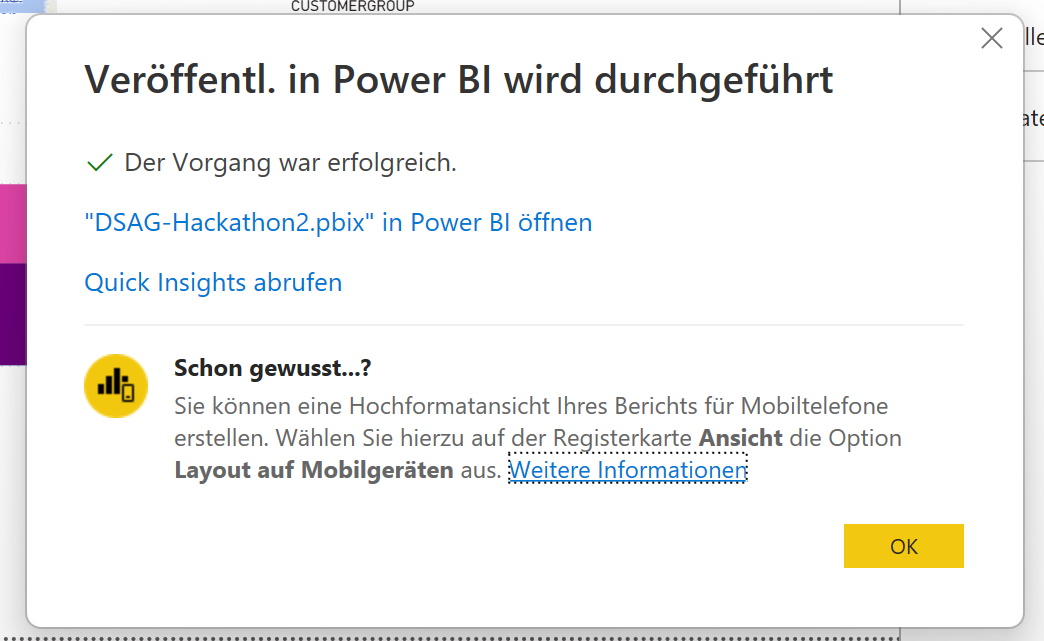 CUSTOMERGROUP
Veröffentl. in Power BI wird durchgeführt
Der Vorgang war erfolgreich.
"DSAG-Hackathon2.pbix" in Power BI öffnen
Quick Insights abrufen
Schon gewusst...?
Sie können eine Hochformatansicht Ihres Berichts für Mobiltelefone
erstellen. Wählen Sie hierzu auf der Registerkarte Ansicht die Option
Layout auf Mobilgeräten aus. Weitere Informationen
OK